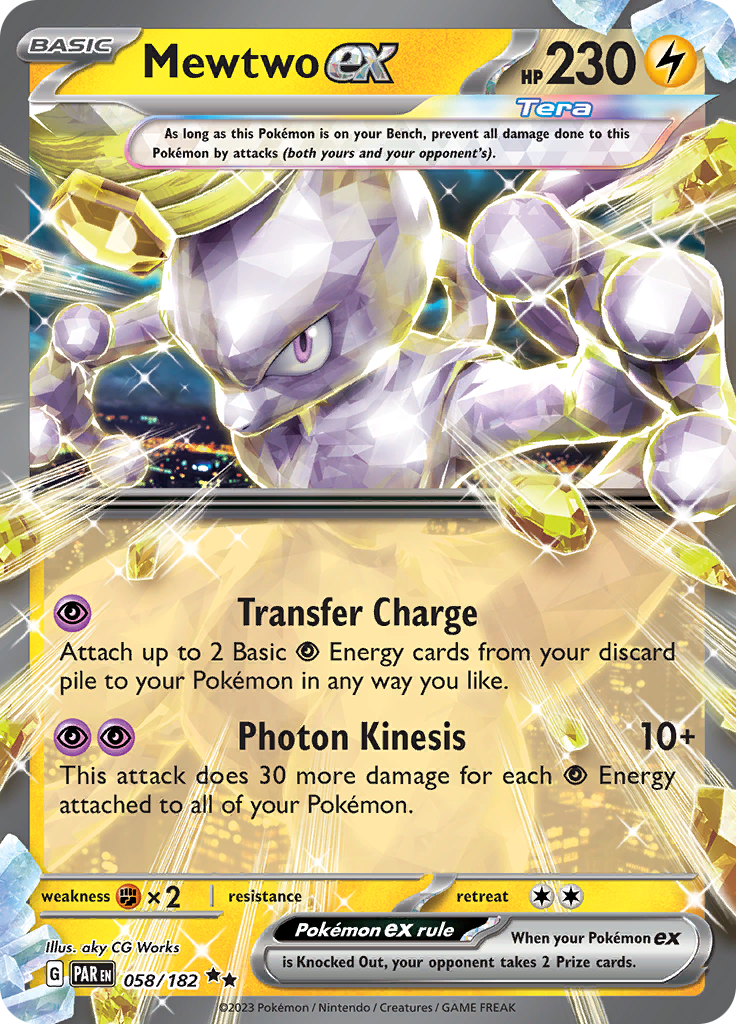 BASIC
Mewtwo ex
HP 230
Tera
As long as this Pokémon is on your Bench, prevent all damage done to this
Pokémon by attacks (both yours and your opponent's).
Transfer Charge
Attach up to 2 Basic Energy cards from your discard
pile to your Pokémon in any way you like.
Photon Kinesis 10+
This attack does 30 more damage for each Energy
attached to all of your Pokémon.
weakness ×2 resistance retreat
Illus. aky CG Works
Pokémon ex rule
When your Pokémon ex
is Knocked Out, your opponent takes 2 Prize cards.
G PAR EN 058/182
©2023 Pokémon / Nintendo / Creatures / GAME FREAK